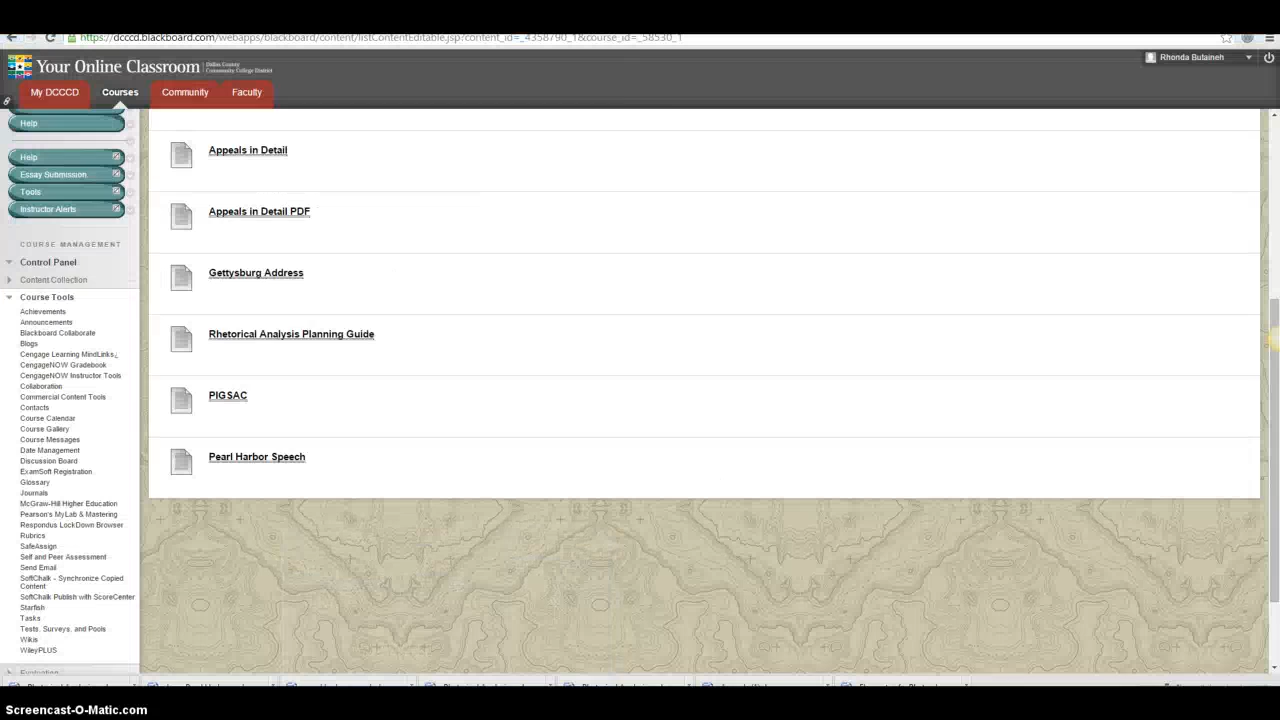 https://dcccd.blackboard.com/webapps/blackboard/content/listContentEditable.jsp?content_id=_4358790_1&course_id=_58530_1
Your Online Classroom
Dallas County
Community College District
Rhonda Butaineh
My DCCCD
Courses
Community
Faculty
Help
Help
Essay Submission
Tools
Instructor Alerts
COURSE MANAGEMENT
Control Panel
Content Collection
Course Tools
Achievements
Announcements
Blackboard Collaborate
Blogs
Cengage Learning MindLinks¿
CengageNOW Gradebook
CengageNOW Instructor Tools
Collaboration
Commercial Content Tools
Contacts
Course Calendar
Course Gallery
Course Messages
Date Management
Discussion Board
ExamSoft Registration
Glossary
Journals
McGraw-Hill Higher Education
Pearson's MyLab & Mastering
Respondus LockDown Browser
Rubrics
SafeAssign
Self and Peer Assessment
Send Email
SoftChalk - Synchronize Copied
Content
SoftChalk Publish with ScoreCenter
Starfish
Tasks
Tests, Surveys, and Pools
Wikis
WileyPLUS
Evaluation
Appeals in Detail
Appeals in Detail PDF
Gettysburg Address
Rhetorical Analysis Planning Guide
PIGSAC
Pearl Harbor Speech
Screencast-O-Matic.com